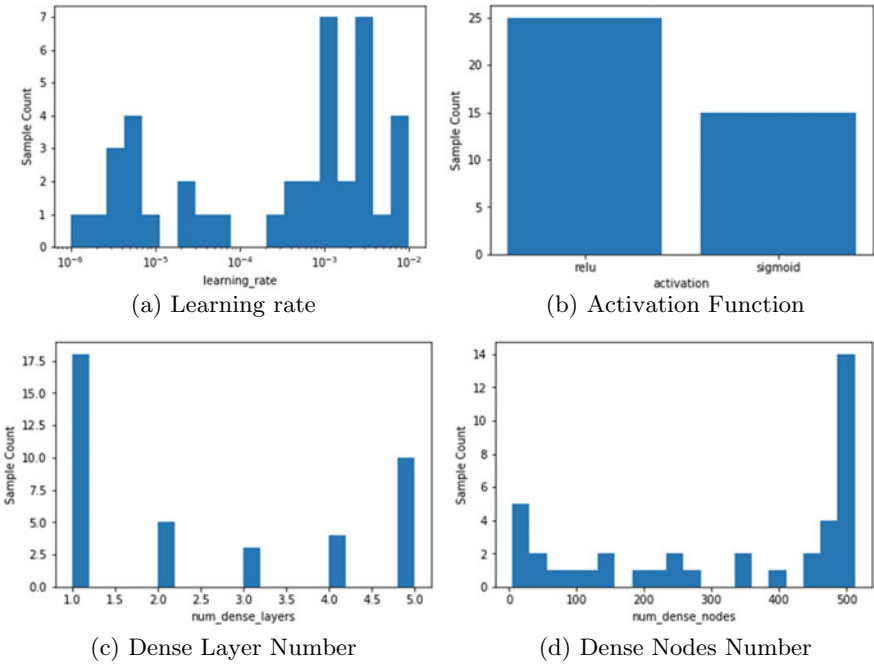 7
6
5
4
3
2
1
0
Sample Count
10⁻⁶ 10⁻⁵ 10⁻⁴ 10⁻³ 10⁻²
learning_rate
(a) Learning rate
25
20
15
10
5
0
Sample Count
relu sigmoid
activation
(b) Activation Function
17.5
15.0
12.5
10.0
7.5
5.0
2.5
0.0
Sample Count
1.0 1.5 2.0 2.5 3.0 3.5 4.0 4.5 5.0
num_dense_layers
(c) Dense Layer Number
14
12
10
8
6
4
2
0
Sample Count
0 100 200 300 400 500
num_dense_nodes
(d) Dense Nodes Number